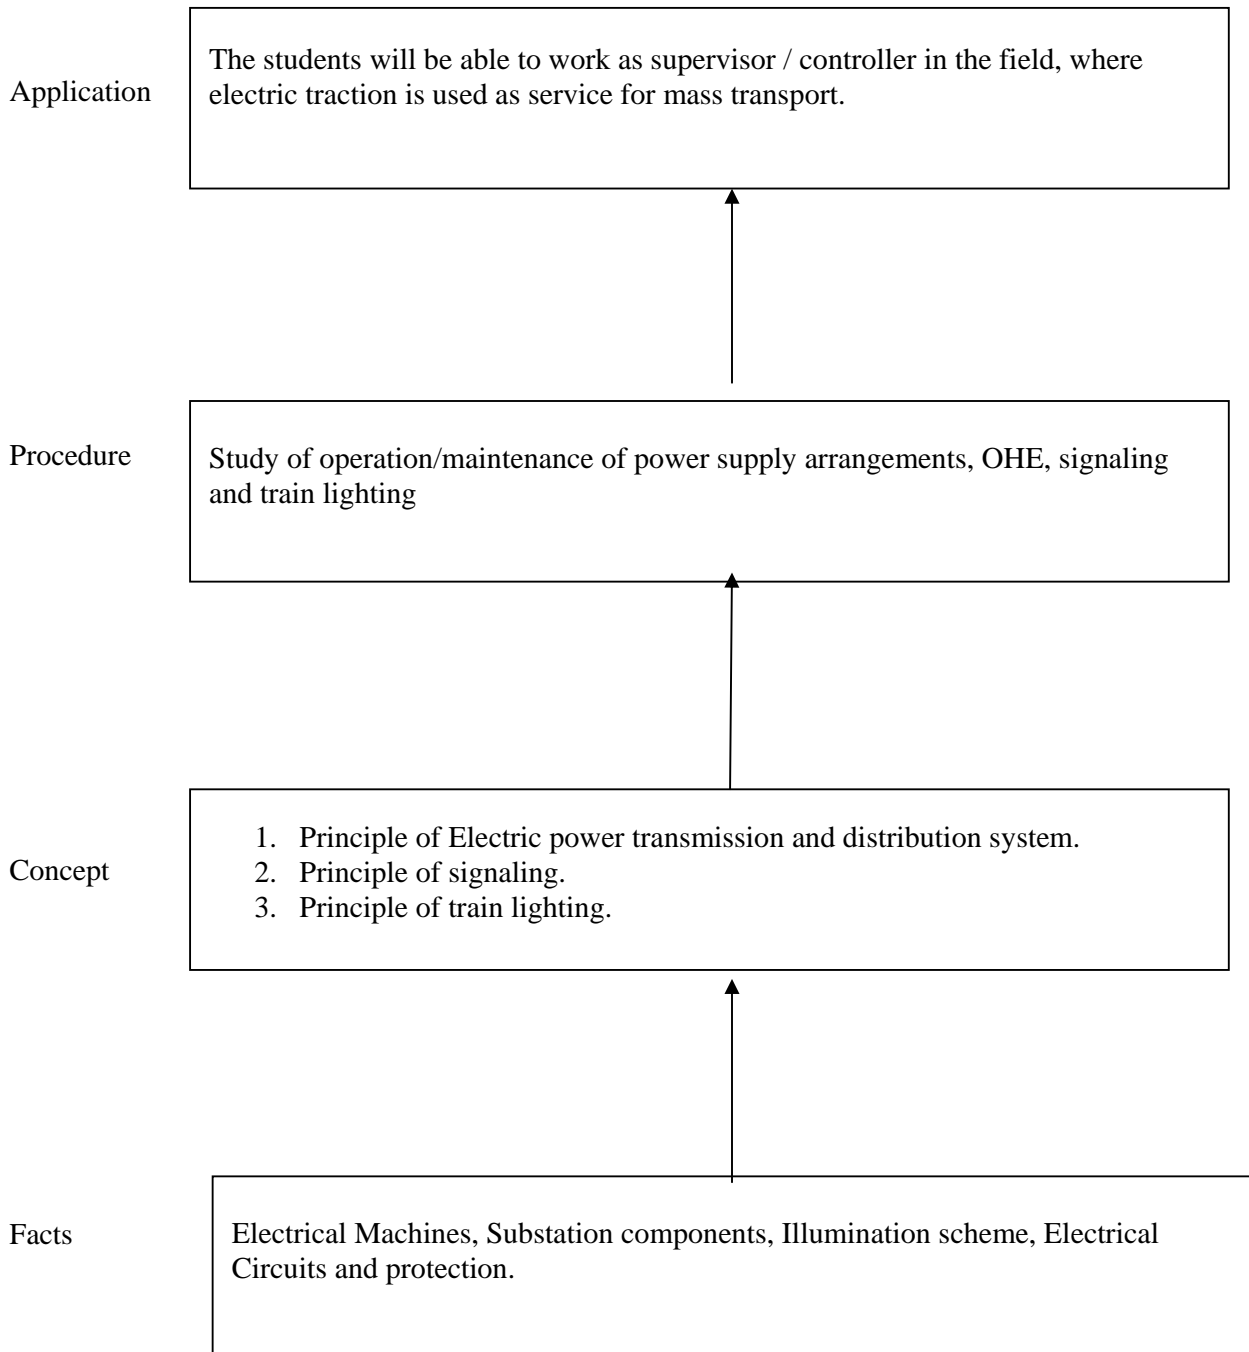 Application
The students will be able to work as supervisor / controller in the field, where
electric traction is used as service for mass transport.
Procedure
Study of operation/maintenance of power supply arrangements, OHE, signaling
and train lighting
Concept
1. Principle of Electric power transmission and distribution system.
2. Principle of signaling.
3. Principle of train lighting.
Facts
Electrical Machines, Substation components, Illumination scheme, Electrical
Circuits and protection.